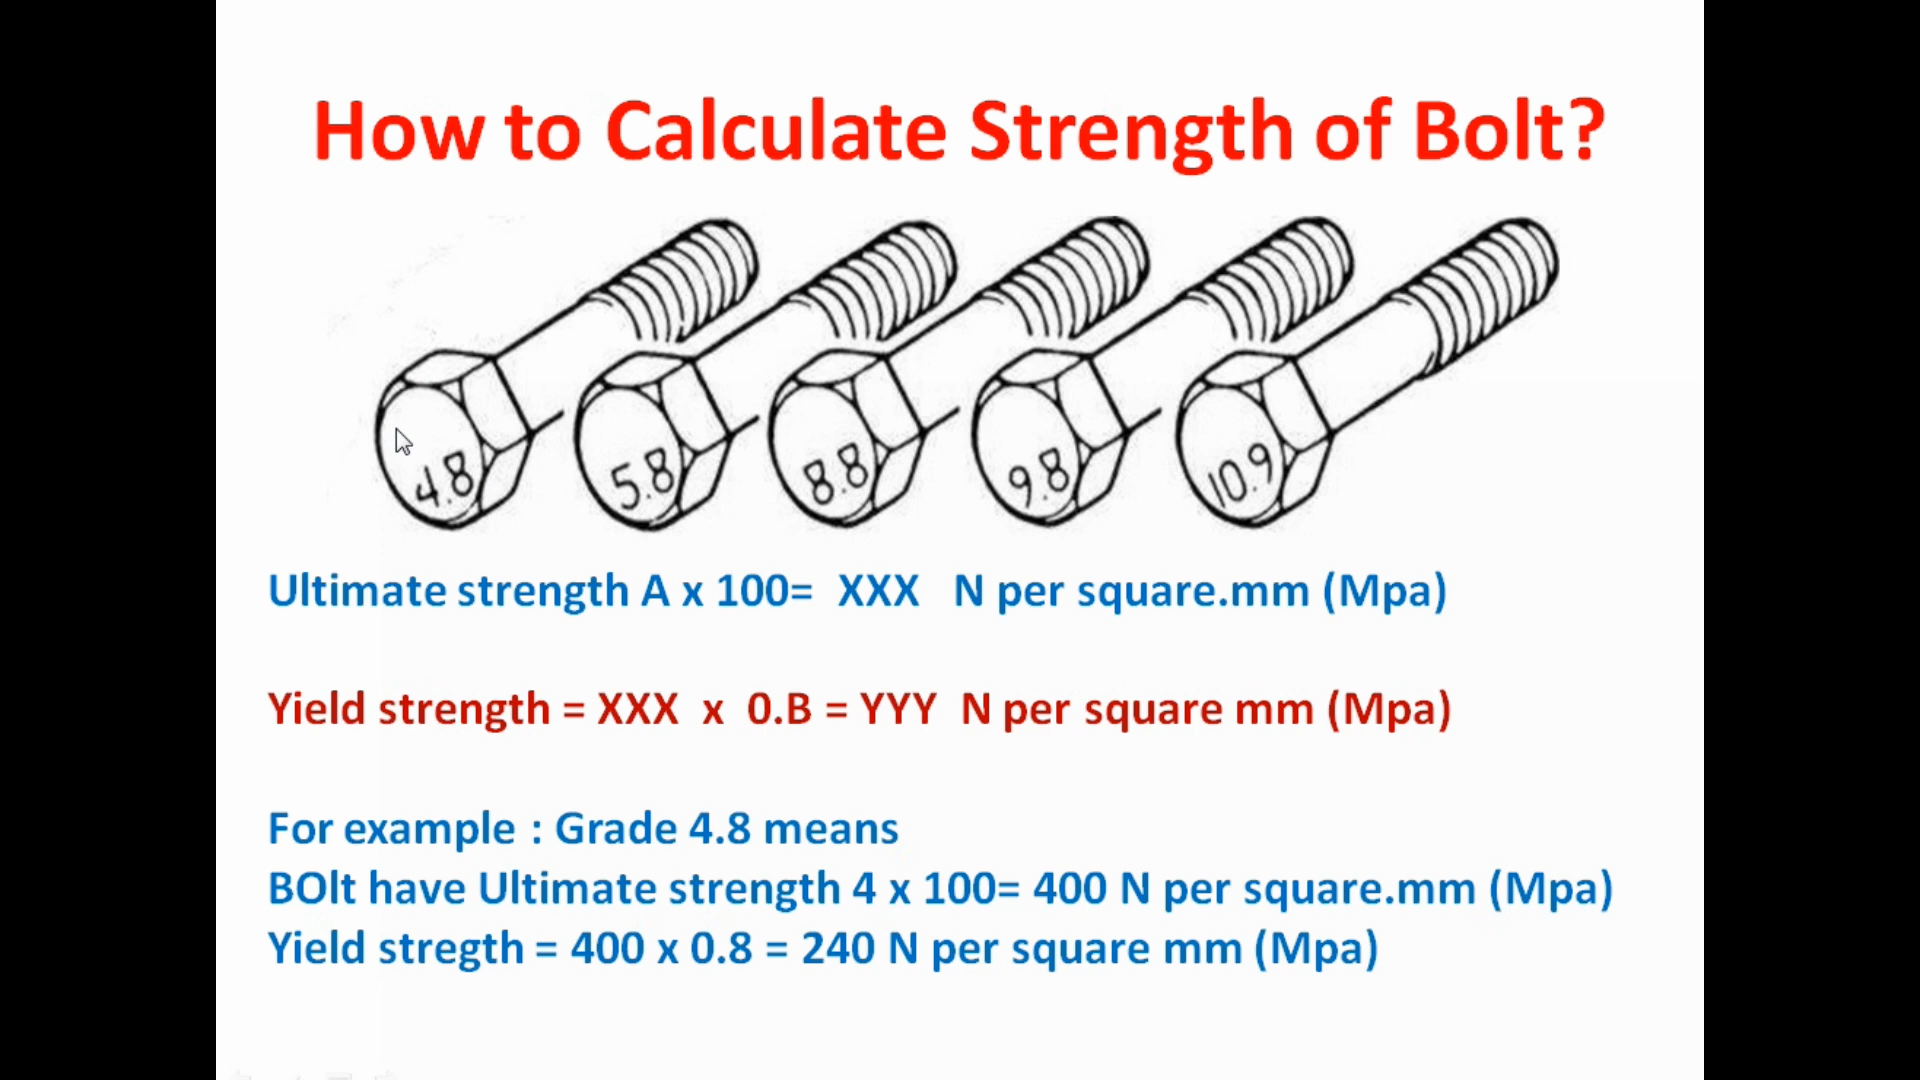 How to Calculate Strength of Bolt?
4.8 5.8 8.8 9.8 10.9
Ultimate strength A x 100= XXX N per square.mm (Mpa)
Yield strength = XXX x 0.B = YYY N per square mm (Mpa)
For example : Grade 4.8 means
BOlt have Ultimate strength 4 x 100= 400 N per square.mm (Mpa)
Yield stregth = 400 x 0.8 = 240 N per square mm (Mpa)